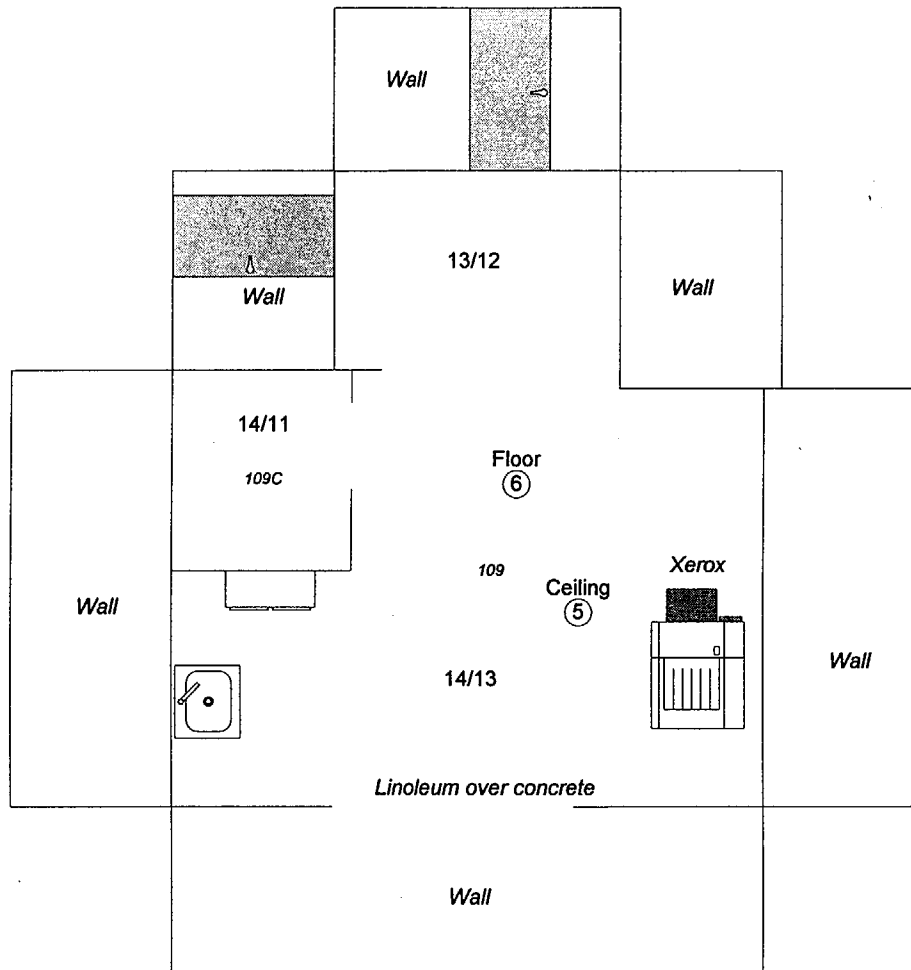 Wall
13/12
Wall
Wall
14/11
109C
Floor
6
109
Xerox
Ceiling
5
Wall
Wall
14/13
Linoleum over concrete
Wall